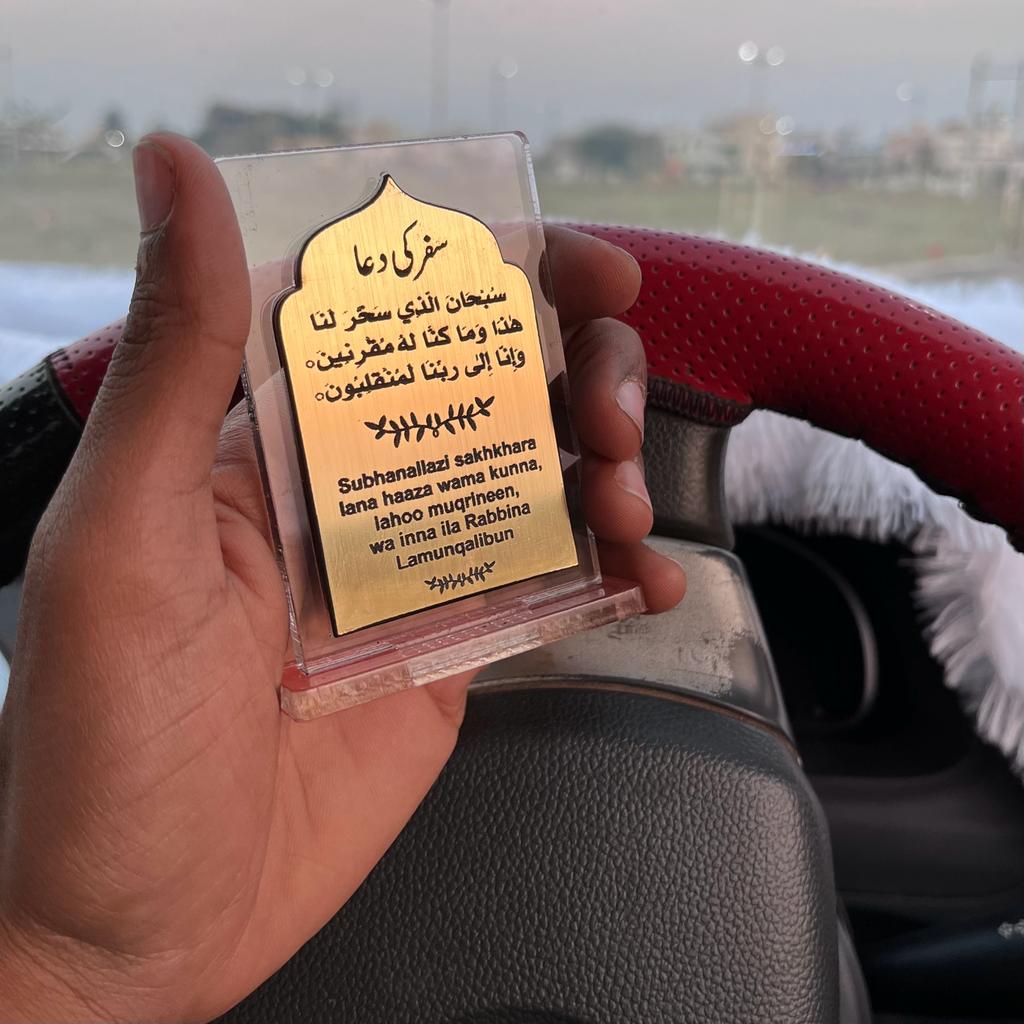 سفر کی دعا
سُبْحَانَ الَّذِي سَخَّرَ لَنَا
هٰذَا وَمَا كُنَّا لَهُ مُقْرِنِينَ○
وَإِنَّا إِلَى رَبِّنَا لَمُنْقَلِبُونَ○
Subhanallazi sakhkhara
lana haaza wama kunna,
lahoo muqrineen,
wa inna ila Rabbina
Lamunqalibun